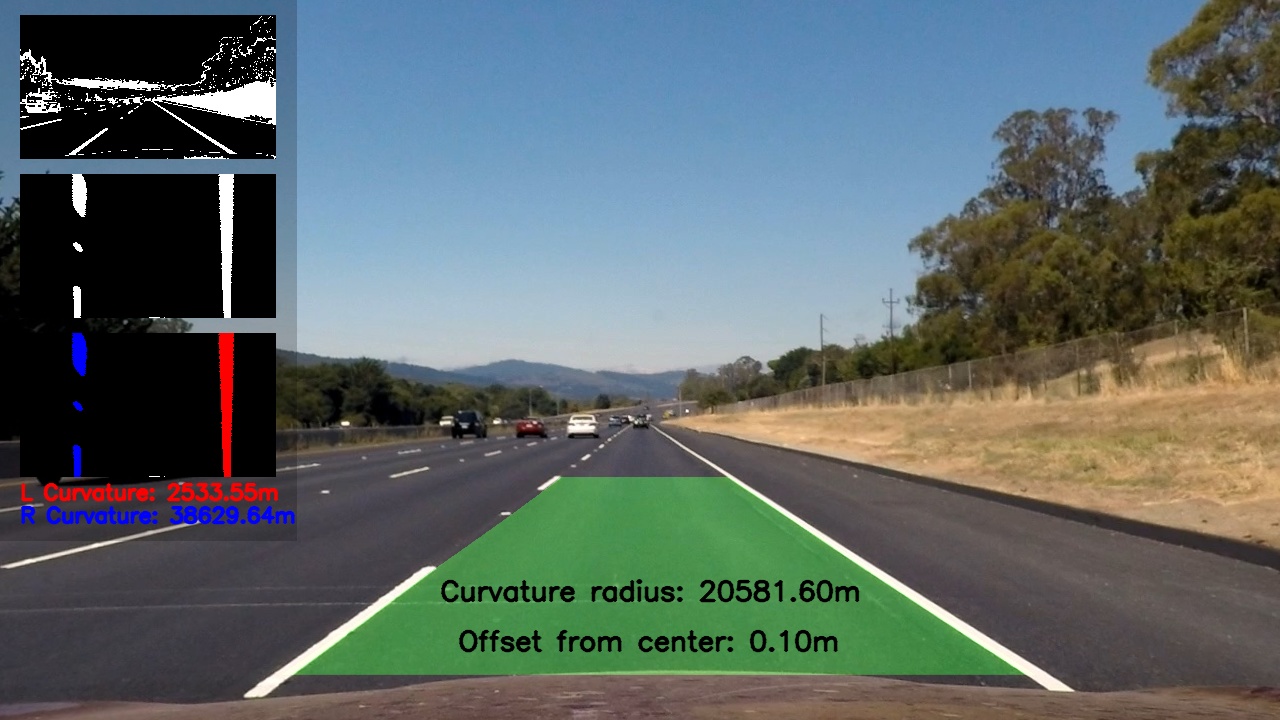 L Curvature: 2533.55m
R Curvature: 38629.64m
Curvature radius: 20581.60m
Offset from center: 0.10m